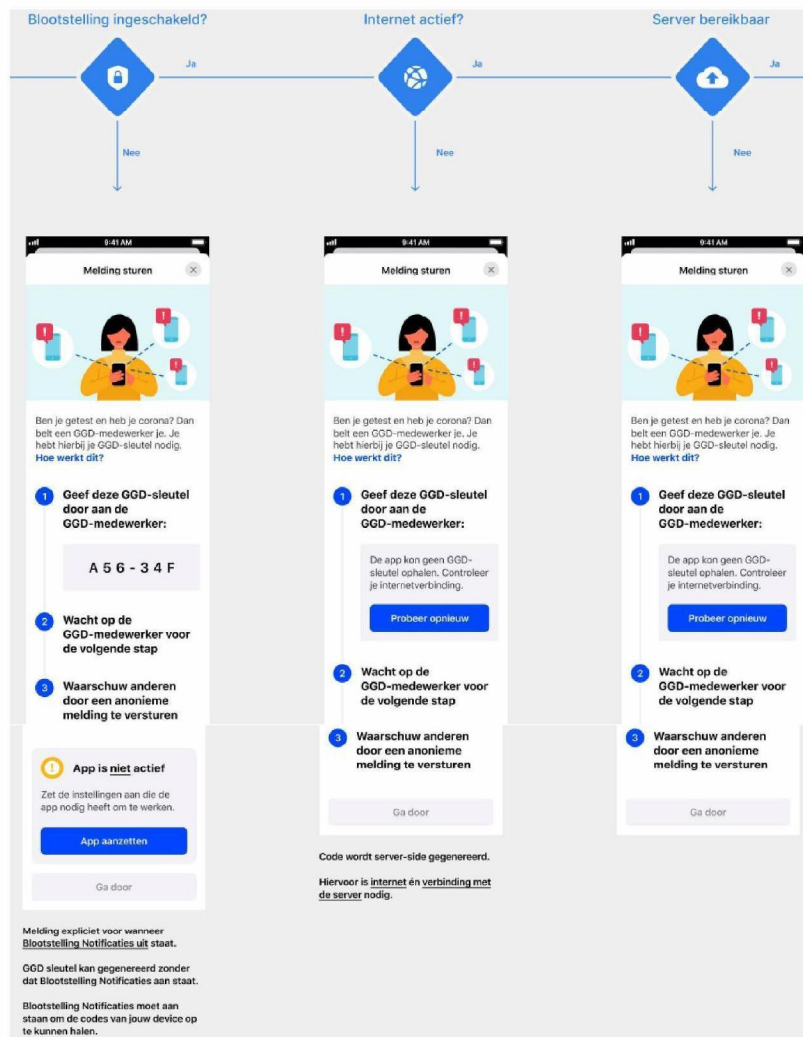 Blootstelling ingeschakeld?
Ja
Nee
9:41 AM
Melding sturen
Ben je getest en heb je corona? Dan
belt een GGD-medewerker je. Je
hebt hierbij je GGD-sleutel nodig.
Hoe werkt dit?
1 Geef deze GGD-sleutel
door aan de
GGD-medewerker:
A56-34F
2 Wacht op de
GGD-medewerker voor
de volgende stap
3 Waarschuw anderen
door een anonieme
melding te versturen
App is niet actief
Zet de instellingen aan die de
app nodig heeft om te werken.
App aanzetten
Ga door
Melding expliciet voor wanneer
Blootstelling Notificaties uit staat.
GGD sleutel kan gegenereerd zonder
dat Blootstelling Notificaties aan staat.
Blootstelling Notificaties moet aan
staan om de codes van jouw device op
te kunnen halen.
Internet actief?
Ja
Nee
9:41 AM
Melding sturen
Ben je getest en heb je corona? Dan
belt een GGD-medewerker je. Je
hebt hierbij je GGD-sleutel nodig.
Hoe werkt dit?
1 Geef deze GGD-sleutel
door aan de
GGD-medewerker:
De app kon geen GGD-
sleutel ophalen. Controleer
je internetverbinding.
Probeer opnieuw
2 Wacht op de
GGD-medewerker voor
de volgende stap
3 Waarschuw anderen
door een anonieme
melding te versturen
Ga door
Code wordt server-side gegenereerd.
Hiervoor is internet én verbinding met
de server nodig.
Server bereikbaar
Ja
Nee
9:41 AM
Melding sturen
Ben je getest en heb je corona? Dan
belt een GGD-medewerker je. Je
hebt hierbij je GGD-sleutel nodig.
Hoe werkt dit?
1 Geef deze GGD-sleutel
door aan de
GGD-medewerker:
De app kon geen GGD-
sleutel ophalen. Controleer
je internetverbinding.
Probeer opnieuw
2 Wacht op de
GGD-medewerker voor
de volgende stap
3 Waarschuw anderen
door een anonieme
melding te versturen
Ga door